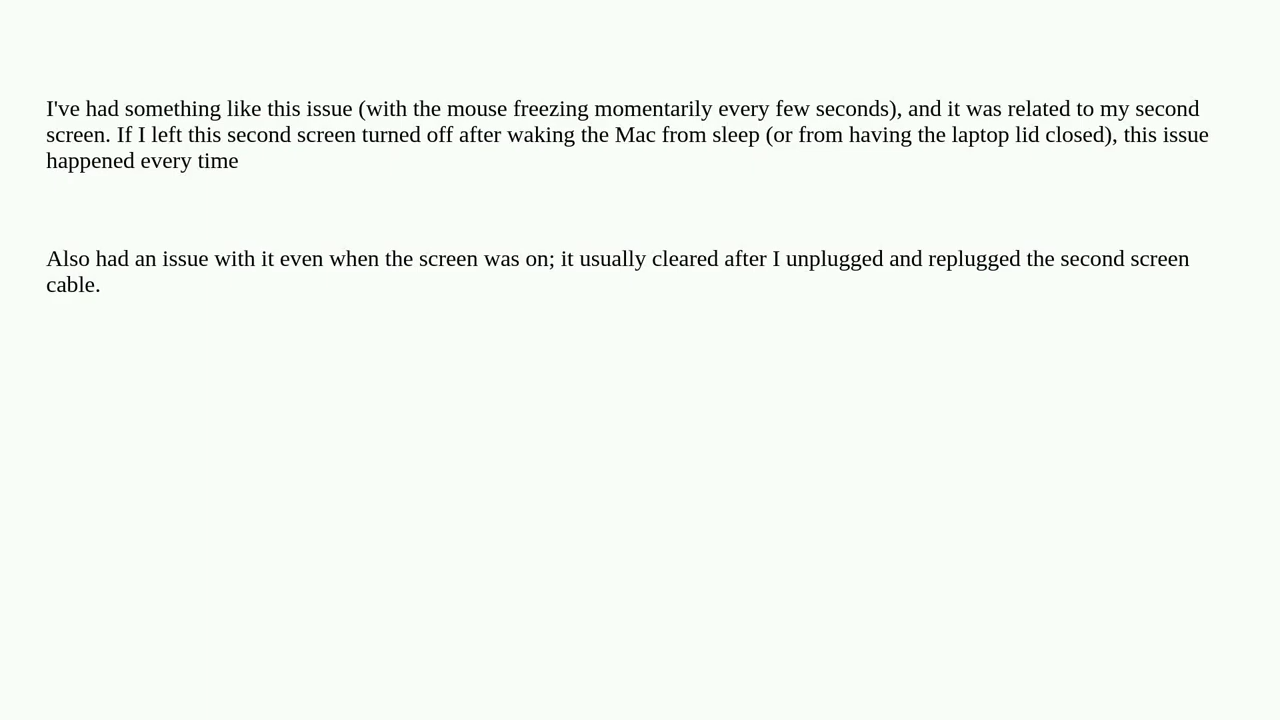 I've had something like this issue (with the mouse freezing momentarily every few seconds), and it was related to my second
screen. If I left this second screen turned off after waking the Mac from sleep (or from having the laptop lid closed), this issue
happened every time
Also had an issue with it even when the screen was on; it usually cleared after I unplugged and replugged the second screen
cable.